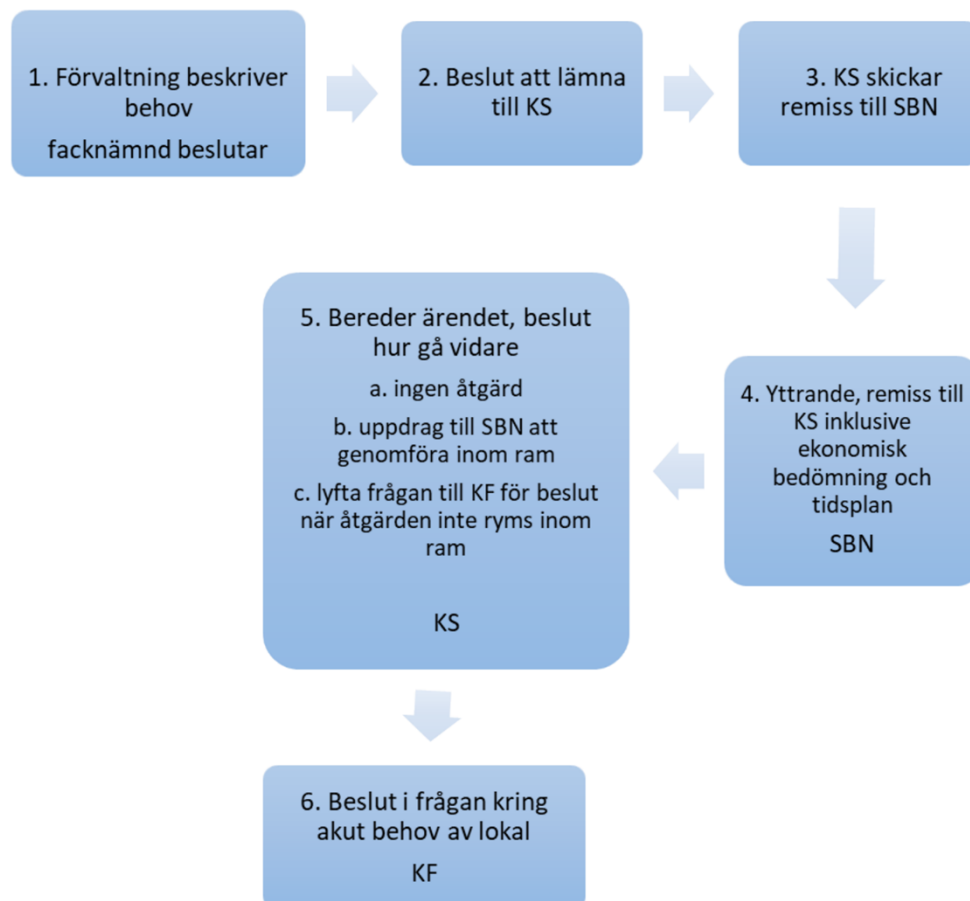 1. Förvaltning beskriver
behov
facknämnd beslutar
2. Beslut att lämna
till KS
3. KS skickar
remiss till SBN
4. Yttrande, remiss till
KS inklusive
ekonomisk
bedömning och
tidsplan
SBN
5. Bereder ärendet, beslut
hur gå vidare
a. ingen åtgärd
b. uppdrag till SBN att
genomföra inom ram
c. lyfta frågan till KF för beslut
när åtgärden inte ryms inom
ram
KS
6. Beslut i frågan kring
akut behov av lokal
KF